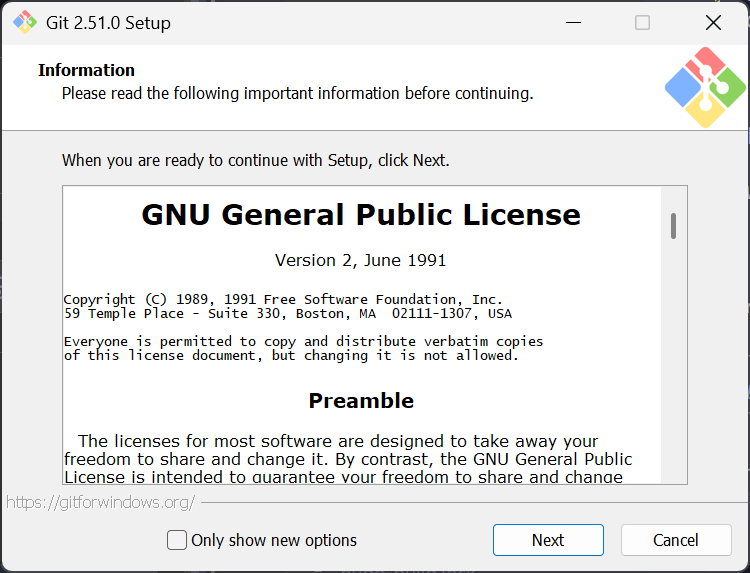 Git 2.51.0 Setup
Information
Please read the following important information before continuing.
When you are ready to continue with Setup, click Next.
GNU General Public License
Version 2, June 1991
Copyright (C) 1989, 1991 Free Software Foundation, Inc.
59 Temple Place - Suite 330, Boston, MA  02111-1307, USA
Everyone is permitted to copy and distribute verbatim copies
of this license document, but changing it is not allowed.
Preamble
The licenses for most software are designed to take away your
freedom to share and change it. By contrast, the GNU General Public
License is intended to guarantee your freedom to share and change
https://gitforwindows.org/
Only show new options
Next
Cancel